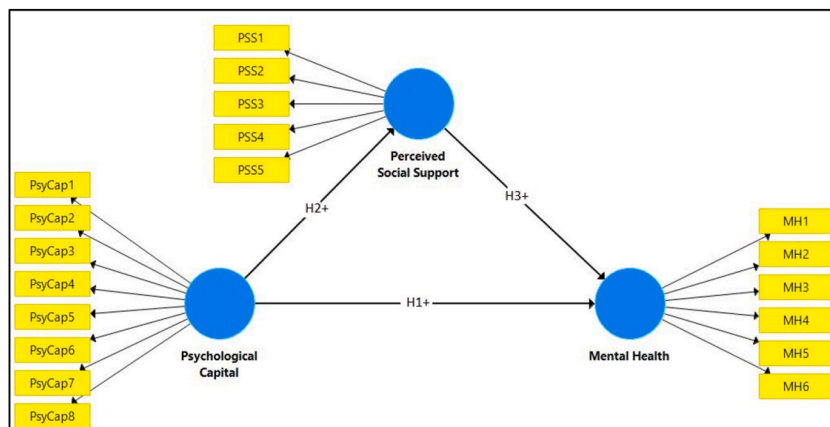 PSS1
PSS2
PSS3
PSS4
PSS5
Perceived
Social Support
H2+
H3+
PsyCap1
PsyCap2
PsyCap3
PsyCap4
PsyCap5
PsyCap6
PsyCap7
PsyCap8
Psychological
Capital
H1+
Mental Health
MH1
MH2
MH3
MH4
MH5
MH6